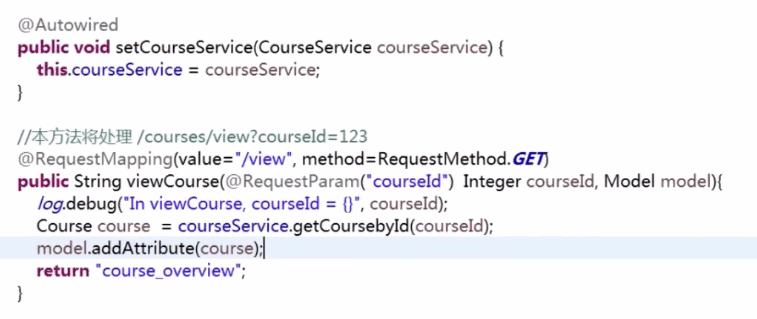 @Autowired
public void setCourseService(CourseService courseService) {
this.courseService = courseService;
}
//本方法将处理 /courses/view?courseId=123
@RequestMapping(value="/view", method=RequestMethod.GET)
public String viewCourse(@RequestParam("courseId")  Integer courseId, Model model){
log.debug("In viewCourse, courseId = {}", courseId);
Course course  = courseService.getCoursebyId(courseId);
model.addAttribute(course);
return "course_overview";
}